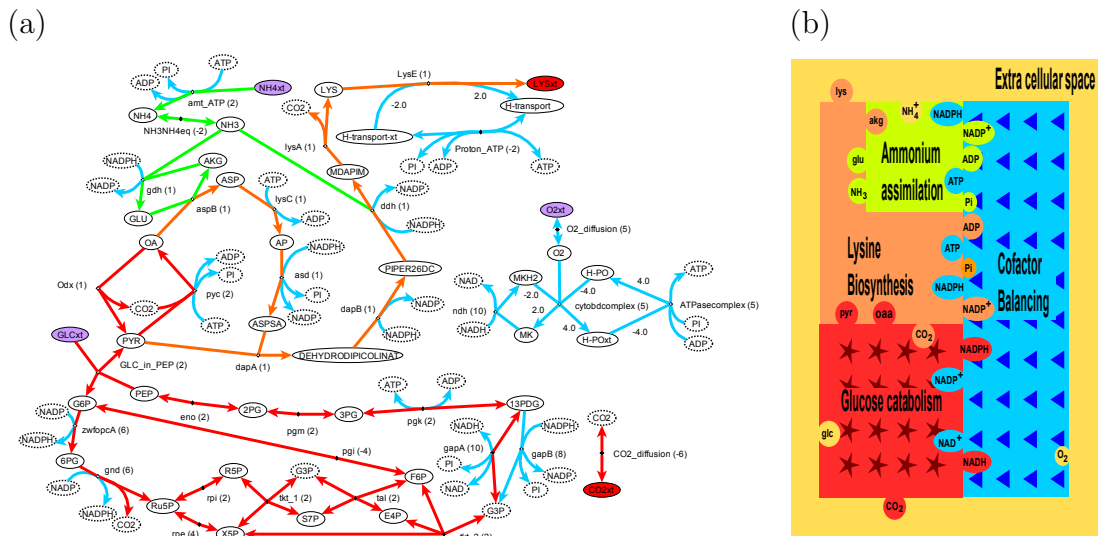 (a)
(b)
PI
ATP
ADP
NH4xt
amt_ATP (2)
NH4
NH3NH4eq (-2)
NH3
NADPH
NADP
gdh (1)
AKG
GLU
aspB (1)
ASP
ATP
lysC (1)
ADP
OA
AP
NADPH
asd (1)
PI
NADP
ASPSA
Odx (1)
CO2
pyc (2)
ADP
PI
ATP
GLCxt
PYR
GLC_in_PEP (2)
dapA (1)
DEHYDRODIPICOLINAT
dapB (1)
NADP
NADPH
PIPER26DC
ddh (1)
NADP
NADPH
MDAPIM
lysA (1)
CO2
LYS
LysE (1)
LYSxt
-2.0
2.0
H-transport
H-transport-xt
Proton_ATP (-2)
PI
ADP
ATP
O2xt
O2_diffusion (5)
O2
MKH2
H-PO
-2.0
-4.0
4.0
ATP
ndh (10)
NAD
NADH
cytobdcomplex (5)
ATPasecomplex (5)
MK
2.0
4.0
H-POxt
-4.0
PI
ADP
G6P
PEP
eno (2)
2PG
pgm (2)
3PG
ATP
ADP
pgk (2)
13PDG
NADP
NADPH
zwfopcA (6)
6PG
pgi (-4)
gnd (6)
NADP
NADPH
CO2
Ru5P
rpi (2)
R5P
rpe (4)
X5P
G3P
tkt_1 (2)
S7P
tal (2)
E4P
F6P
gapA (10)
NADH
PI
NAD
G3P
gapB (8)
NADPH
NADP
PI
CO2
CO2_diffusion (-6)
CO2xt
Extra cellular space
lys
akg
NH4+
NADPH
NADP+
glu
Ammonium
assimilation
ADP
ATP
NH3
Pi
ADP
Lysine
Biosynthesis
ATP
Pi
NADPH
Cofactor
Balancing
NADP+
pyr
oaa
CO2
NADPH
NADP+
Glucose catabolism
glc
NAD+
NADH
O2
CO2